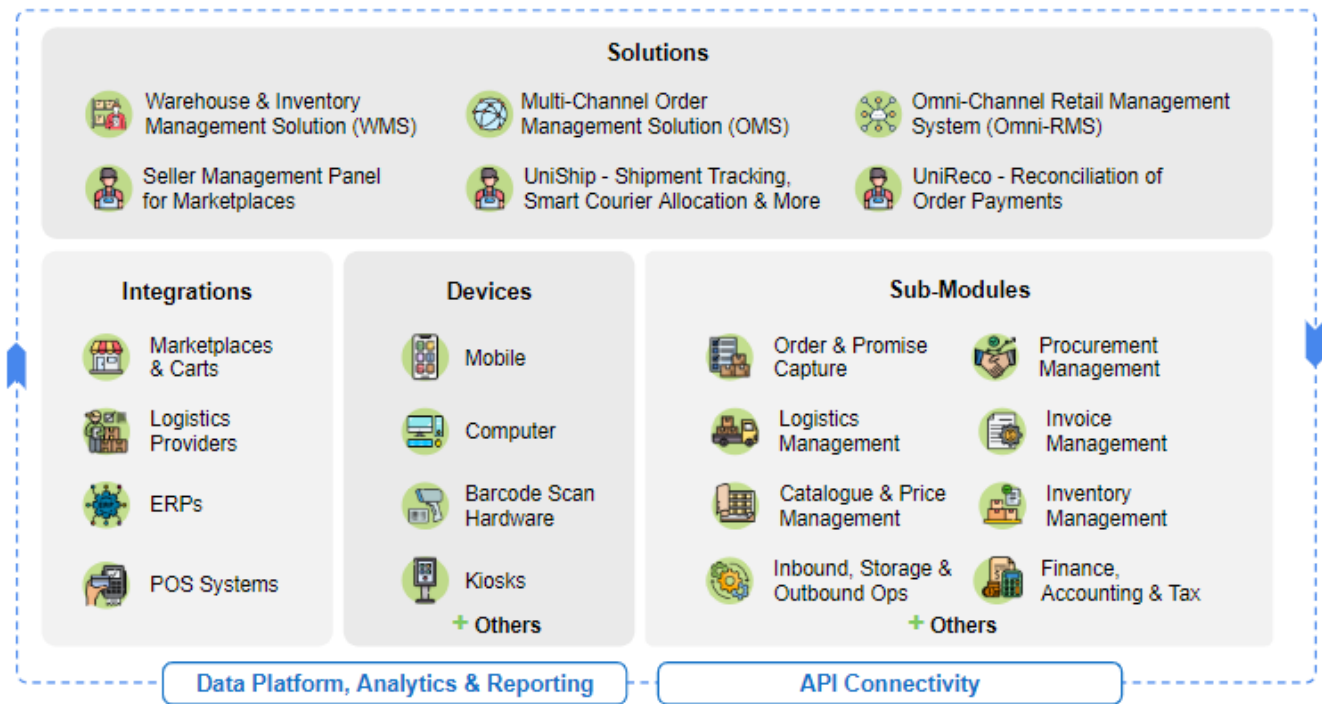 Solutions
Warehouse & Inventory
Management Solution (WMS)
Multi-Channel Order
Management Solution (OMS)
Omni-Channel Retail Management
System (Omni-RMS)
Seller Management Panel
for Marketplaces
UniShip - Shipment Tracking,
Smart Courier Allocation & More
UniReco - Reconciliation of
Order Payments
Integrations
Marketplaces
& Carts
Logistics
Providers
ERPs
POS Systems
Devices
Mobile
Computer
Barcode Scan
Hardware
Kiosks
+ Others
Sub-Modules
Order & Promise
Capture
Procurement
Management
Logistics
Management
Invoice
Management
Catalogue & Price
Management
Inventory
Management
Inbound, Storage &
Outbound Ops
Finance,
Accounting & Tax
+ Others
Data Platform, Analytics & Reporting
API Connectivity